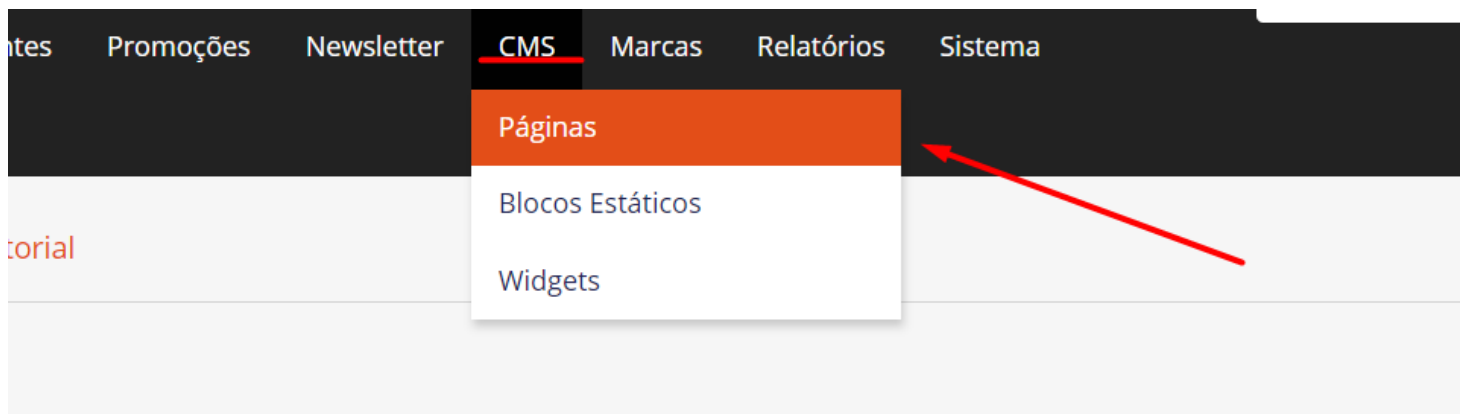 ntes Promoções Newsletter CMS Marcas Relatórios Sistema
Páginas
Blocos Estáticos
torial
Widgets